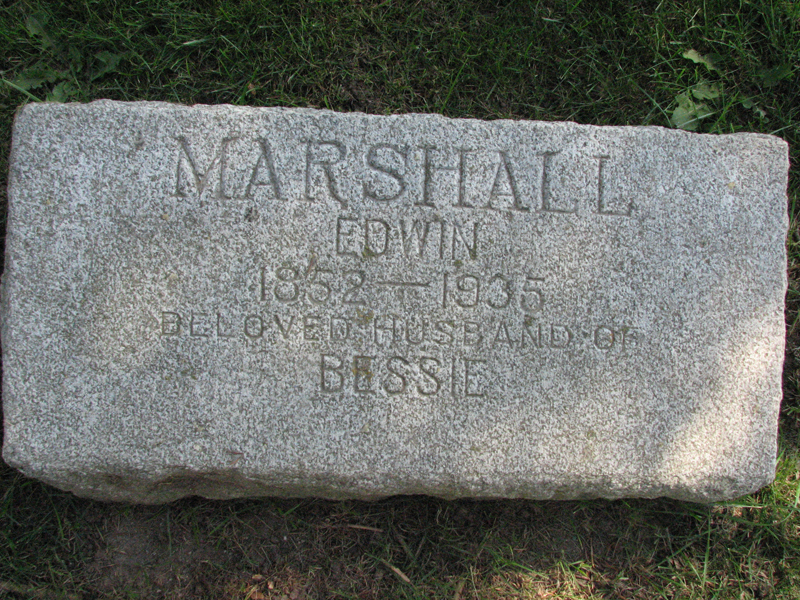 MARSHALL
EDWIN
1852 — 1935
BELOVED HUSBAND OF
BESSIE